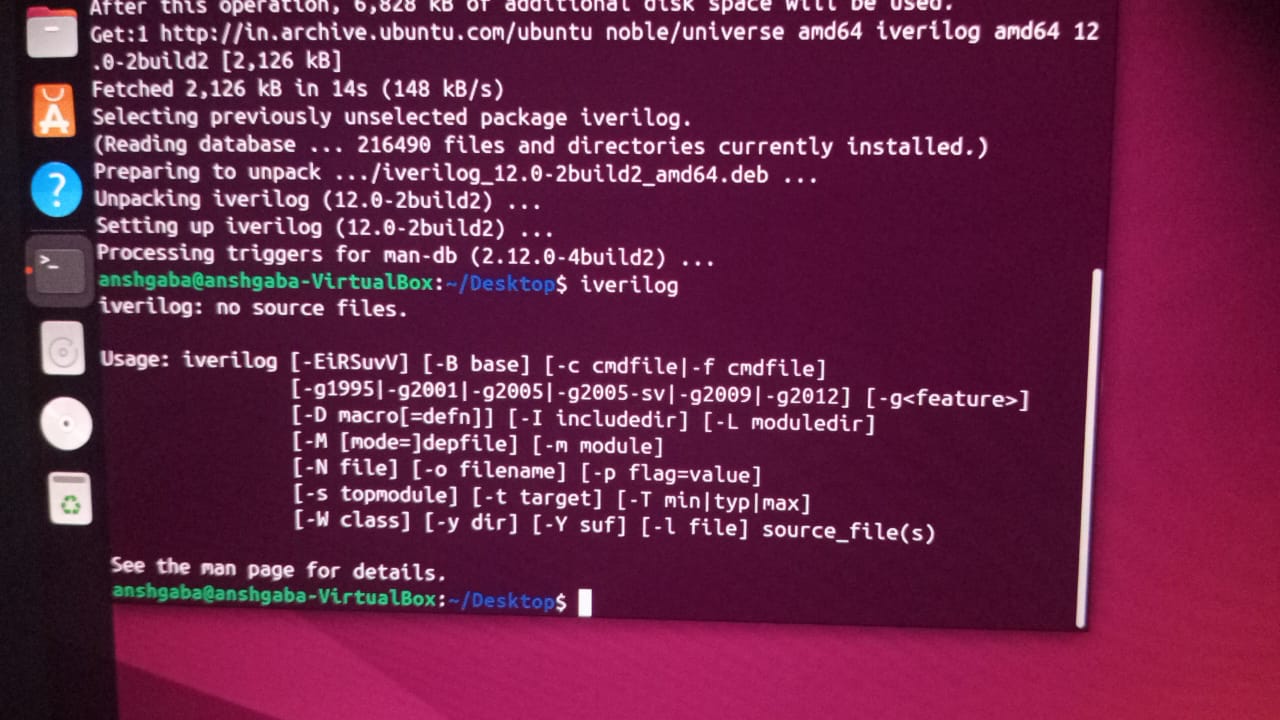 After this operation, 6,828 kB of additional disk space will be used.
Get:1 http://in.archive.ubuntu.com/ubuntu noble/universe amd64 iverilog amd64 12
.0-2build2 [2,126 kB]
Fetched 2,126 kB in 14s (148 kB/s)
Selecting previously unselected package iverilog.
(Reading database ... 216490 files and directories currently installed.)
Preparing to unpack .../iverilog_12.0-2build2_amd64.deb ...
Unpacking iverilog (12.0-2build2) ...
Setting up iverilog (12.0-2build2) ...
Processing triggers for man-db (2.12.0-4build2) ...
anshgaba@anshgaba-VirtualBox:~/Desktop$ iverilog
iverilog: no source files.
Usage: iverilog [-EiRSuvV] [-B base] [-c cmdfile|-f cmdfile]
[-g1995|-g2001|-g2005|-g2005-sv|-g2009|-g2012] [-g<feature>]
[-D macro[=defn]] [-I includedir] [-L moduledir]
[-M [mode=]depfile] [-m module]
[-N file] [-o filename] [-p flag=value]
[-s topmodule] [-t target] [-T min|typ|max]
[-W class] [-y dir] [-Y suf] [-l file] source_file(s)
See the man page for details.
anshgaba@anshgaba-VirtualBox:~/Desktop$